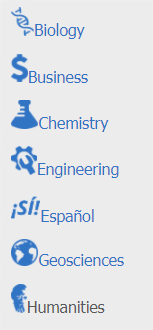 Biology
$Business
Chemistry
Engineering
¡SÍ! Español
Geosciences
Humanities